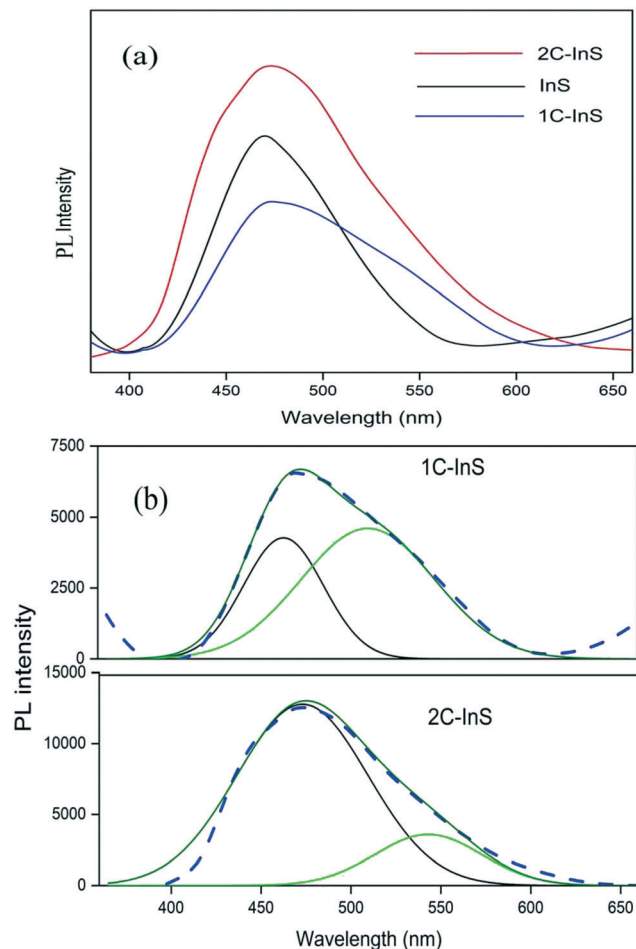 (a)
2C-InS
InS
1C-InS
PL Intensity
400 450 500 550 600 650
Wavelength (nm)
(b)
1C-InS
7500
5000
2500
0
PL intensity
2C-InS
15000
10000
5000
0
400 450 500 550 600 650
Wavelength (nm)